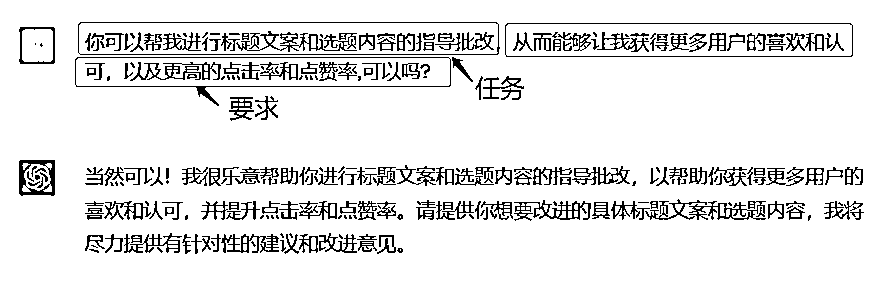 你可以帮我进行标题文案和选题内容的指导批改,从而能够让我获得更多用户的喜欢和认
可，以及更高的点击率和点赞率,可以吗?
任务
要求
当然可以！我很乐意帮助你进行标题文案和选题内容的指导批改，以帮助你获得更多用户的
喜欢和认可，并提升点击率和点赞率。请提供你想要改进的具体标题文案和选题内容，我将
尽力提供有针对性的建议和改进意见。